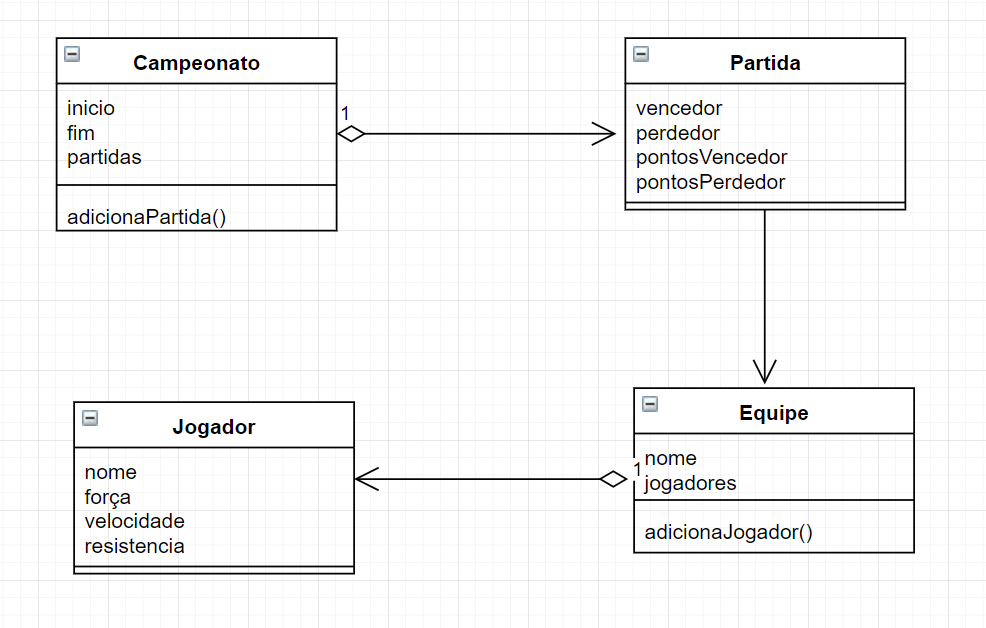 Campeonato
inicio
fim
partidas
adicionaPartida()
1
Partida
vencedor
perdedor
pontosVencedor
pontosPerdedor
Jogador
nome
força
velocidade
resistencia
1
Equipe
nome
jogadores
adicionaJogador()